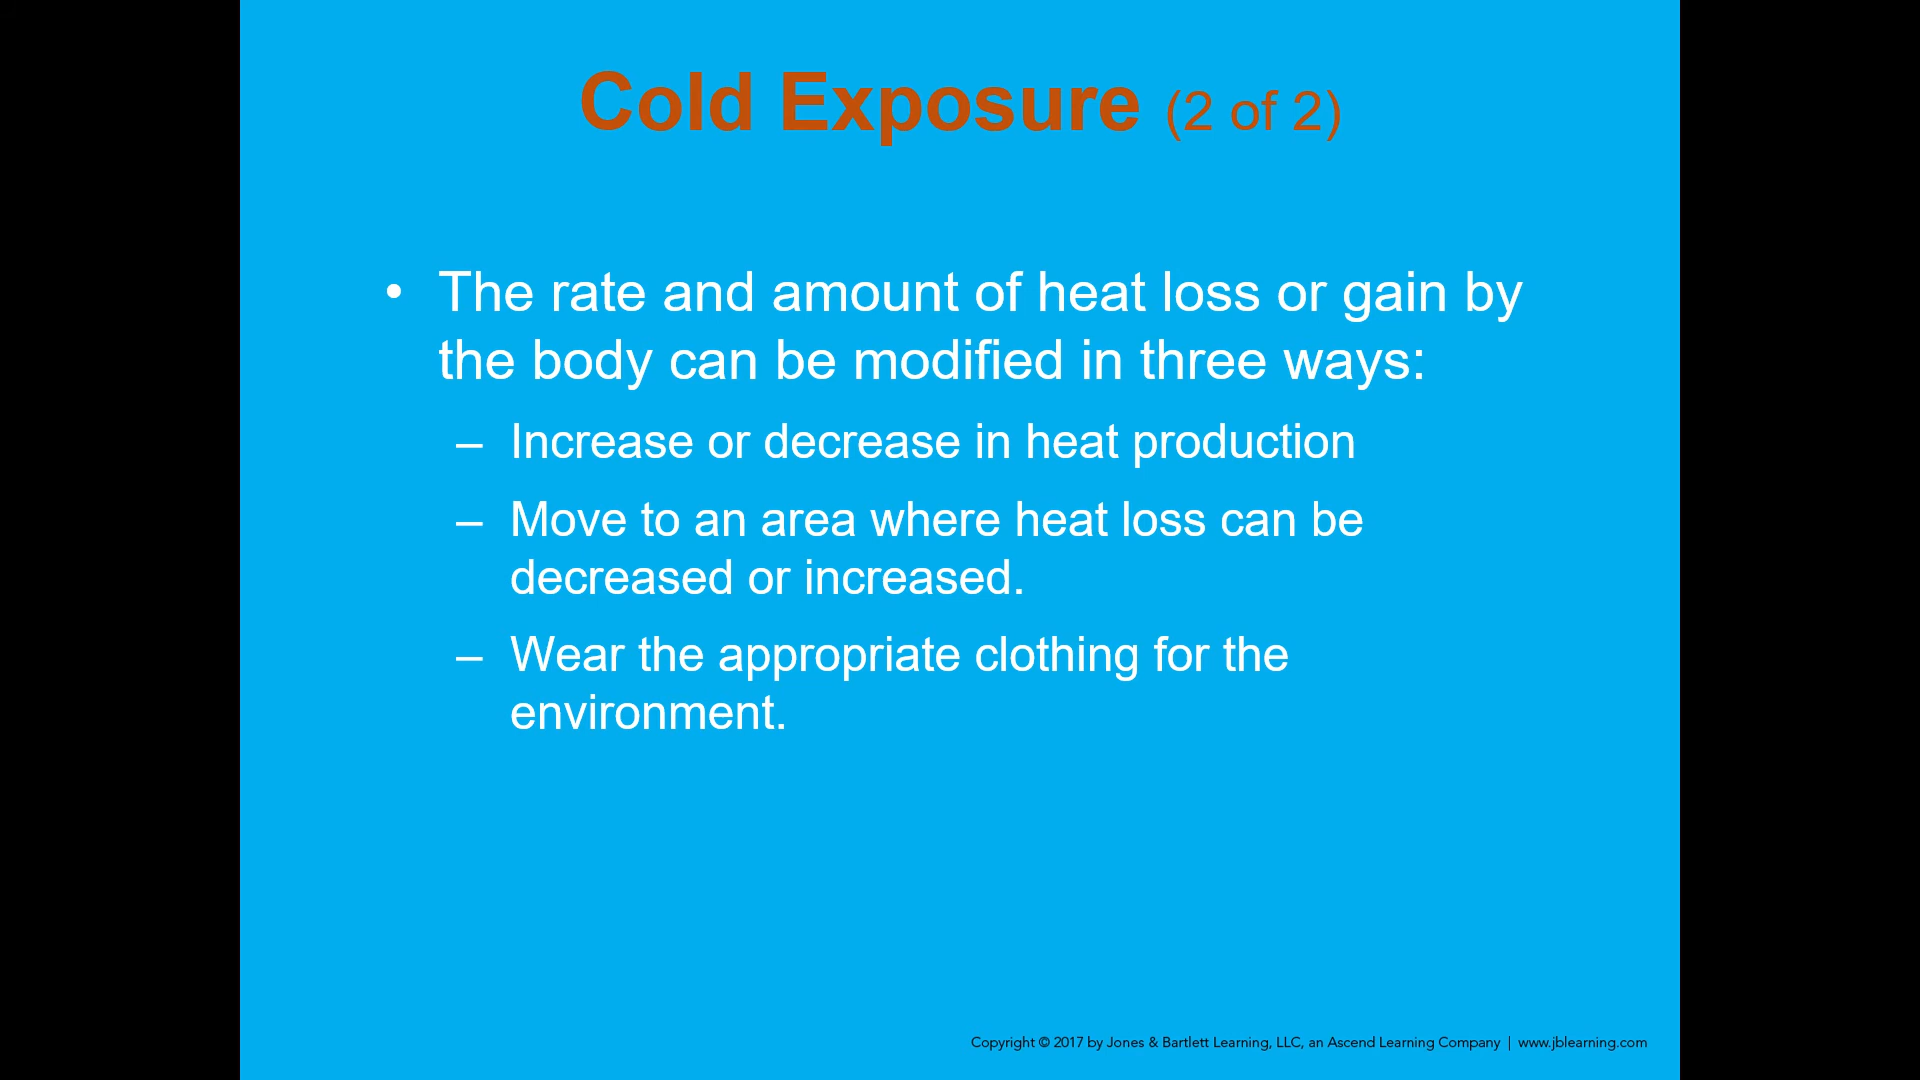 Cold Exposure (2 of 2)
• The rate and amount of heat loss or gain by
the body can be modified in three ways:
– Increase or decrease in heat production
– Move to an area where heat loss can be
decreased or increased.
– Wear the appropriate clothing for the
environment.
Copyright © 2017 by Jones & Bartlett Learning, LLC, an Ascend Learning Company | www.jblearning.com